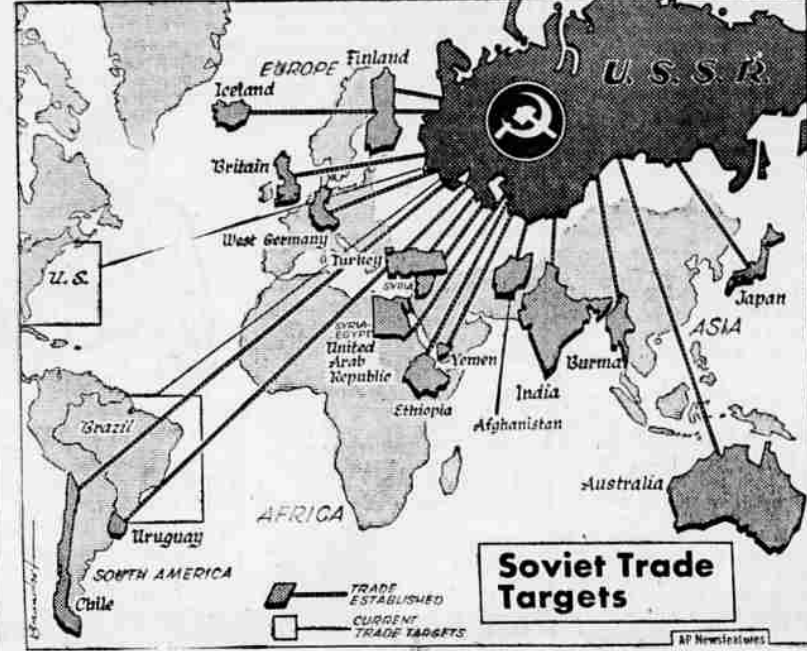 EUROPE
Finland
Iceland
U. S. S. R.
Britain
West Germany
Turkey
SYRIA
U.S.
SYRIA-
EGYPT
United
Arab
Republic
Yemen
Ethiopia
Afghanistan
India
Burma
Japan
ASIA
Brazil
Australia
AFRICA
Uruguay
SOUTH AMERICA
Chile
TRADE
ESTABLISHED
CURRENT
TRADE TARGETS
Soviet Trade
Targets
AP Newsfeatures